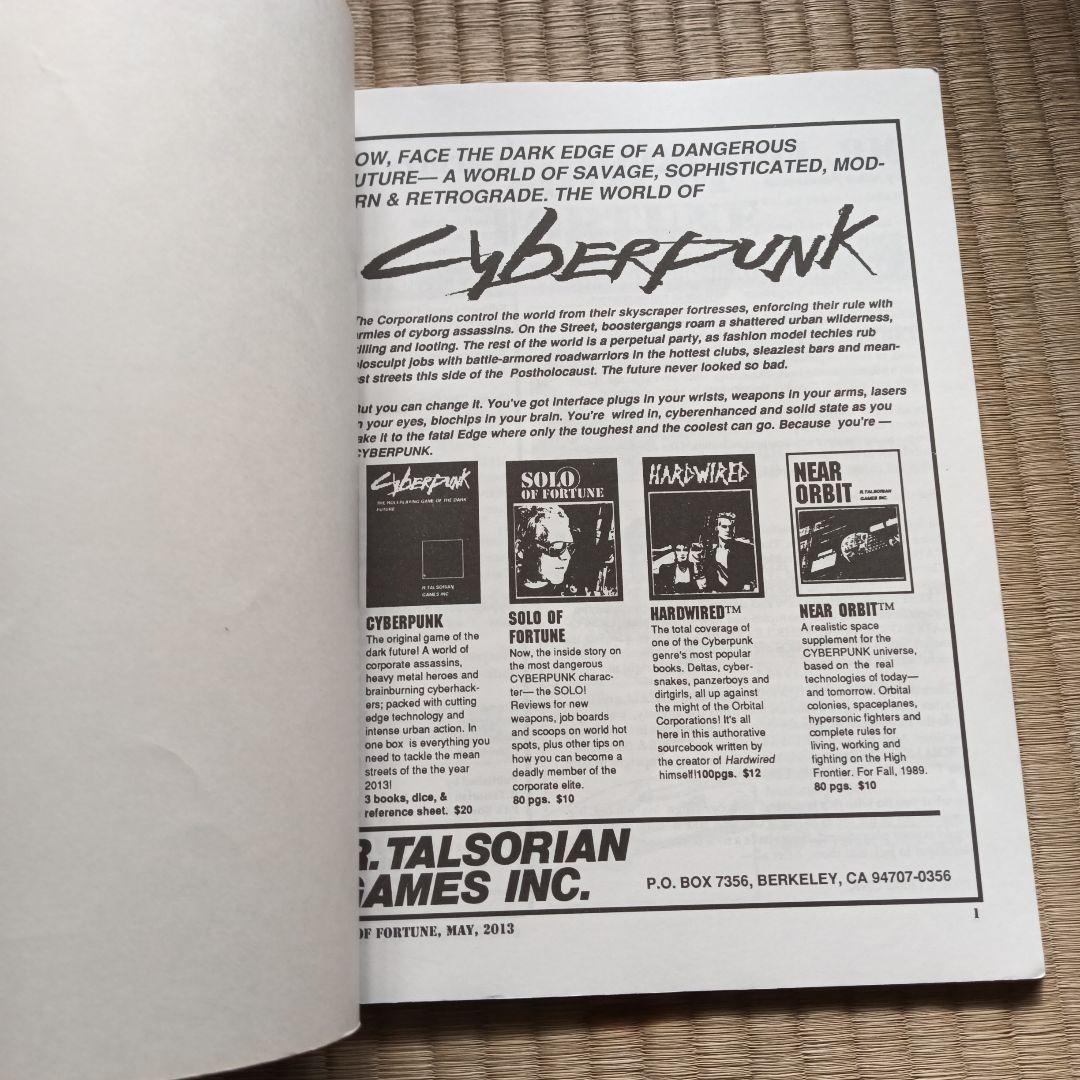 OW, FACE THE DARK EDGE OF A DANGEROUS
UTURE— A WORLD OF SAVAGE, SOPHISTICATED, MOD-
RN & RETROGRADE. THE WORLD OF
CYBERPUNK
The Corporations control the world from their skyscraper fortresses, enforcing their rule with
armies of cyborg assassins. On the Street, boostergangs roam a shattered urban wilderness,
illing and looting. The rest of the world is a perpetual party, as fashion model techies rub
iosculpt jobs with battle-armored roadwarriors in the hottest clubs, sleaziest bars and mean-
st streets this side of the Postholocaust. The future never looked so bad.
But you can change it. You've got interface plugs in your wrists, weapons in your arms, lasers
n your eyes, biochips in your brain. You're wired in, cyberenhanced and solid state as you
ake it to the fatal Edge where only the toughest and the coolest can go. Because you're —
CYBERPUNK.
CYBERPUNK
THE ROLEPLAYING GAME OF THE DARK
FUTURE
R.TALSORIAN
GAMES INC
CYBERPUNK
The original game of the
dark future! A world of
corporate assassins,
heavy metal heroes and
brainburning cyberhack-
ers; packed with cutting
edge technology and
intense urban action. In
one box is everything you
need to tackle the mean
streets of the the year
2013!
3 books, dice, &
reference sheet. $20
SOLO
OF FORTUNE
SOLO OF
FORTUNE
Now, the inside story on
the most dangerous
CYBERPUNK charac-
ter— the SOLO!
Reviews for new
weapons, job boards
and scoops on world hot
spots, plus other tips on
how you can become a
deadly member of the
corporate elite.
80 pgs. $10
HARDWIRED
HARDWIRED™
The total coverage of
one of the Cyberpunk
genre's most popular
books. Deltas, cyber-
snakes, panzerboys and
dirtgirls, all up against
the might of the Orbital
Corporations! It's all
here in this authorative
sourcebook written by
the creator of Hardwired
himself!100pgs. $12
NEAR
ORBIT
R.TALSORIAN
GAMES INC.
NEAR ORBIT™
A realistic space
supplement for the
CYBERPUNK universe,
based on the real
technologies of today—
and tomorrow. Orbital
colonies, spaceplanes,
hypersonic fighters and
complete rules for
living, working and
fighting on the High
Frontier. For Fall, 1989.
80 pgs. $10
R. TALSORIAN
GAMES INC.
P.O. BOX 7356, BERKELEY, CA 94707-0356
OF FORTUNE, MAY, 2013
1